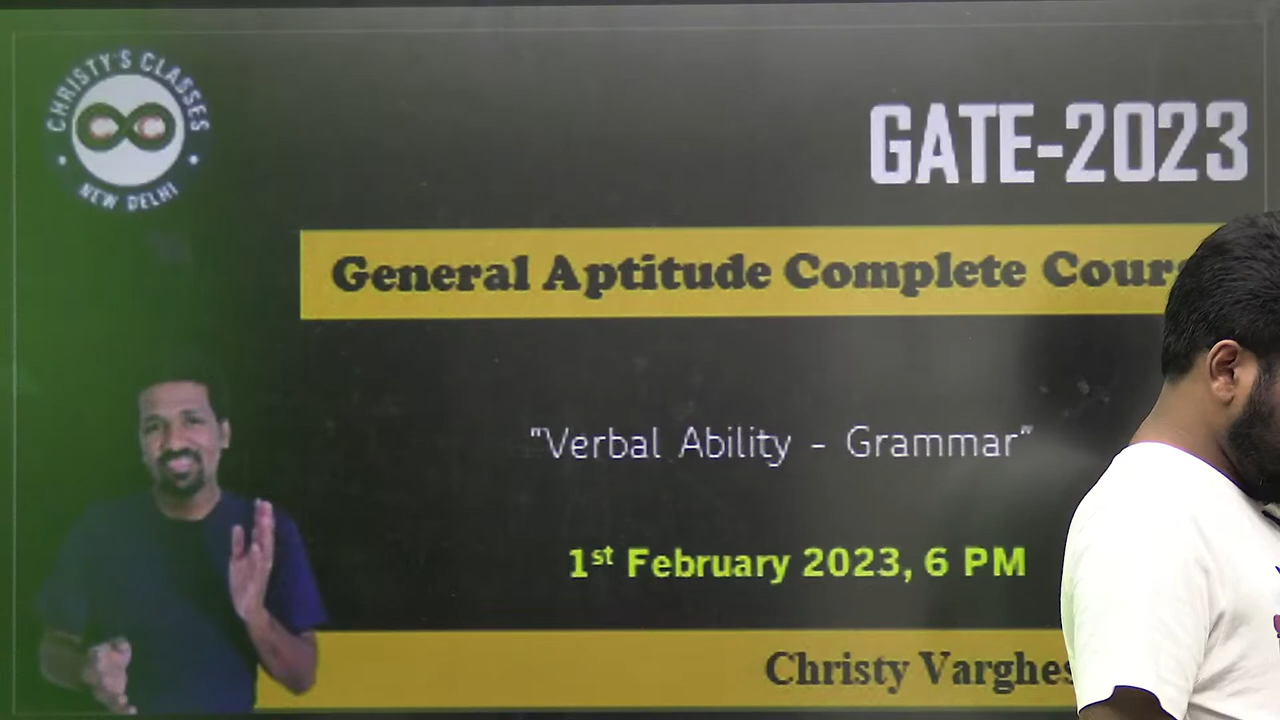 CHRISTY'S CLASSES
NEW DELHI
GATE-2023
General Aptitude Complete Cour
"Verbal Ability - Grammar"
1st February 2023, 6 PM
Christy Varghes